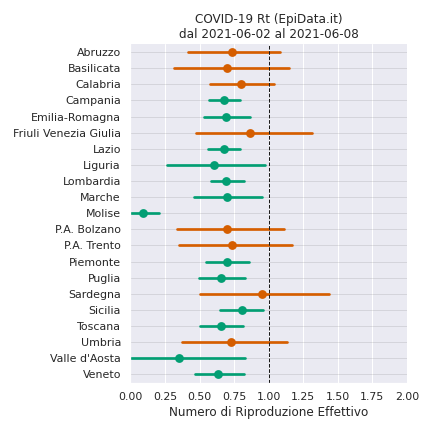 COVID-19 Rt (EpiData.it)
dal 2021-06-02 al 2021-06-08
Abruzzo
Basilicata
Calabria
Campania
Emilia-Romagna
Friuli Venezia Giulia
Lazio
Liguria
Lombardia
Marche
Molise
P.A. Bolzano
P.A. Trento
Piemonte
Puglia
Sardegna
Sicilia
Toscana
Umbria
Valle d'Aosta
Veneto
0.00 0.25 0.50 0.75 1.00 1.25 1.50 1.75 2.00
Numero di Riproduzione Effettivo